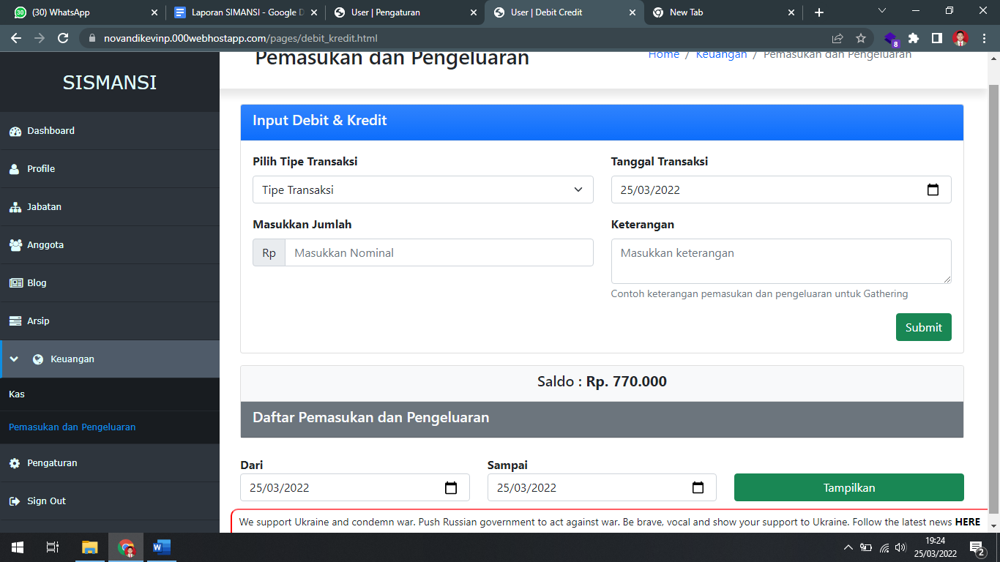 (30) WhatsApp
Laporan SIMANSI - Google D
User | Pengaturan
User | Debit Credit
New Tab
novandikevinp.000webhostapp.com/pages/debit_kredit.html
8
SISMANSI
Dashboard
Profile
Jabatan
Anggota
Blog
Arsip
Keuangan
Kas
Pemasukan dan Pengeluaran
Pengaturan
Sign Out
Pemasukan dan Pengeluaran
Home / Keuangan / Pemasukan dan Pengeluaran
Input Debit & Kredit
Pilih Tipe Transaksi
Tipe Transaksi
Tanggal Transaksi
25/03/2022
Masukkan Jumlah
Rp Masukkan Nominal
Keterangan
Masukkan keterangan
Contoh keterangan pemasukan dan pengeluaran untuk Gathering
Submit
Saldo : Rp. 770.000
Daftar Pemasukan dan Pengeluaran
Dari
25/03/2022
Sampai
25/03/2022
Tampilkan
We support Ukraine and condemn war. Push Russian government to act against war. Be brave, vocal and show your support to Ukraine. Follow the latest news HERE
19:24
25/03/2022
2